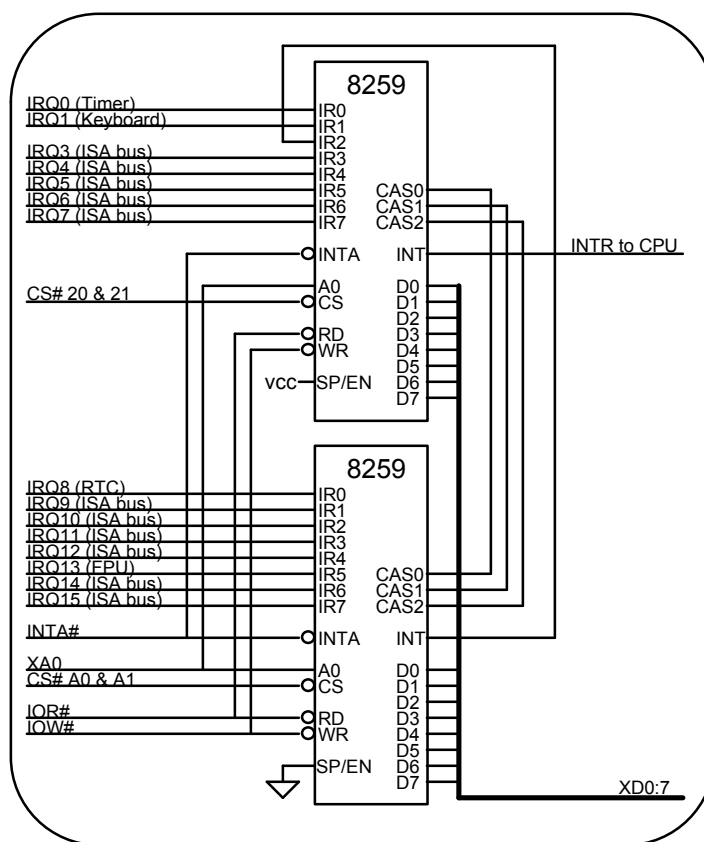 8259
IRQ0 (Timer)
IRQ1 (Keyboard)
IRQ3 (ISA bus)
IRQ4 (ISA bus)
IRQ5 (ISA bus)
IRQ6 (ISA bus)
IRQ7 (ISA bus)
CS# 20 & 21
vcc
IR0
IR1
IR2
IR3
IR4
IR5
IR6
IR7
INTA
A0
CS
RD
WR
SP/EN
CAS0
CAS1
CAS2
INT
D0
D1
D2
D3
D4
D5
D6
D7
INTR to CPU
8259
IRQ8 (RTC)
IRQ9 (ISA bus)
IRQ10 (ISA bus)
IRQ11 (ISA bus)
IRQ12 (ISA bus)
IRQ13 (FPU)
IRQ14 (ISA bus)
IRQ15 (ISA bus)
INTA#
XA0
CS# A0 & A1
IOR#
IOW#
IR0
IR1
IR2
IR3
IR4
IR5
IR6
IR7
INTA
A0
CS
RD
WR
SP/EN
CAS0
CAS1
CAS2
INT
D0
D1
D2
D3
D4
D5
D6
D7
XD0:7